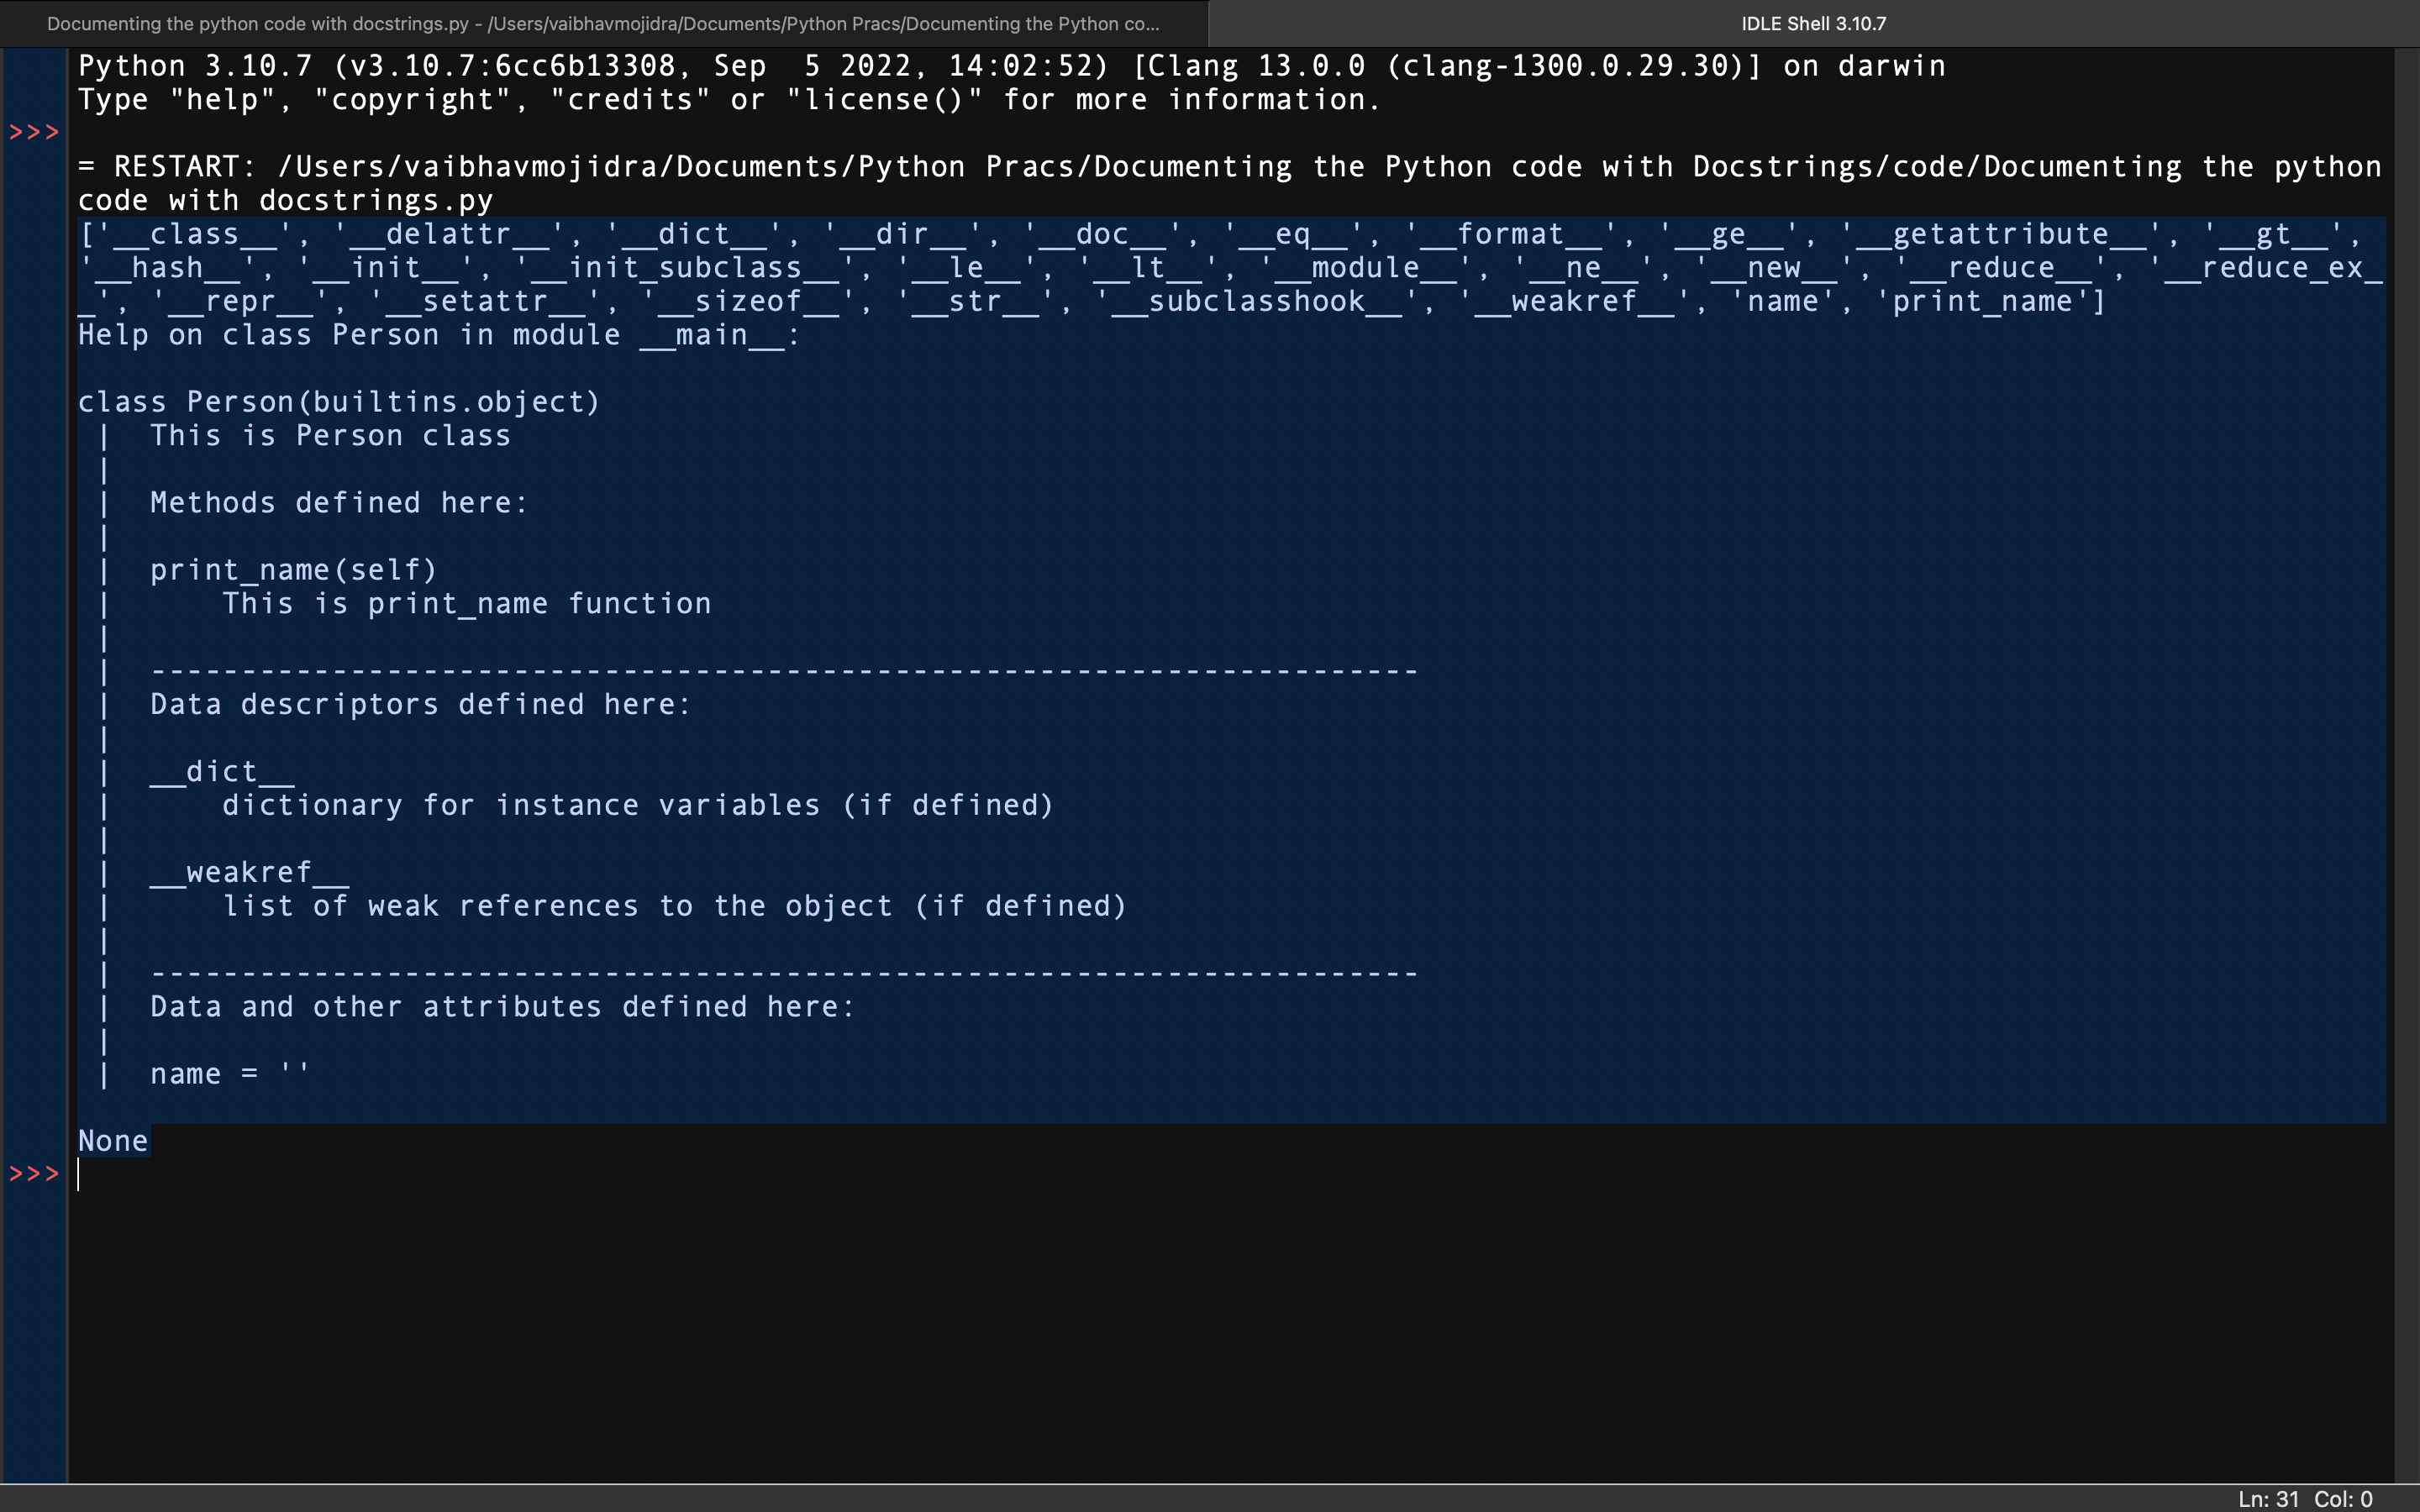 Documenting the python code with docstrings.py - /Users/vaibhavmojidra/Documents/Python Pracs/Documenting the Python co...
IDLE Shell 3.10.7
Python 3.10.7 (v3.10.7:6cc6b13308, Sep  5 2022, 14:02:52) [Clang 13.0.0 (clang-1300.0.29.30)] on darwin
Type "help", "copyright", "credits" or "license()" for more information.
>>>
= RESTART: /Users/vaibhavmojidra/Documents/Python Pracs/Documenting the Python code with Docstrings/code/Documenting the python
code with docstrings.py
['__class__', '__delattr__', '__dict__', '__dir__', '__doc__', '__eq__', '__format__', '__ge__', '__getattribute__', '__gt__',
'__hash__', '__init__', '__init_subclass__', '__le__', '__lt__', '__module__', '__ne__', '__new__', '__reduce__', '__reduce_ex_
_', '__repr__', '__setattr__', '__sizeof__', '__str__', '__subclasshook__', '__weakref__', 'name', 'print_name']
Help on class Person in module __main__:
class Person(builtins.object)
 |  This is Person class
 |
 |  Methods defined here:
 |
 |  print_name(self)
 |      This is print_name function
 |
 |  ----------------------------------------------------------------------
 |  Data descriptors defined here:
 |
 |  __dict__
 |      dictionary for instance variables (if defined)
 |
 |  __weakref__
 |      list of weak references to the object (if defined)
 |
 |  ----------------------------------------------------------------------
 |  Data and other attributes defined here:
 |
 |  name = ''
None
>>>
Ln: 31 Col: 0